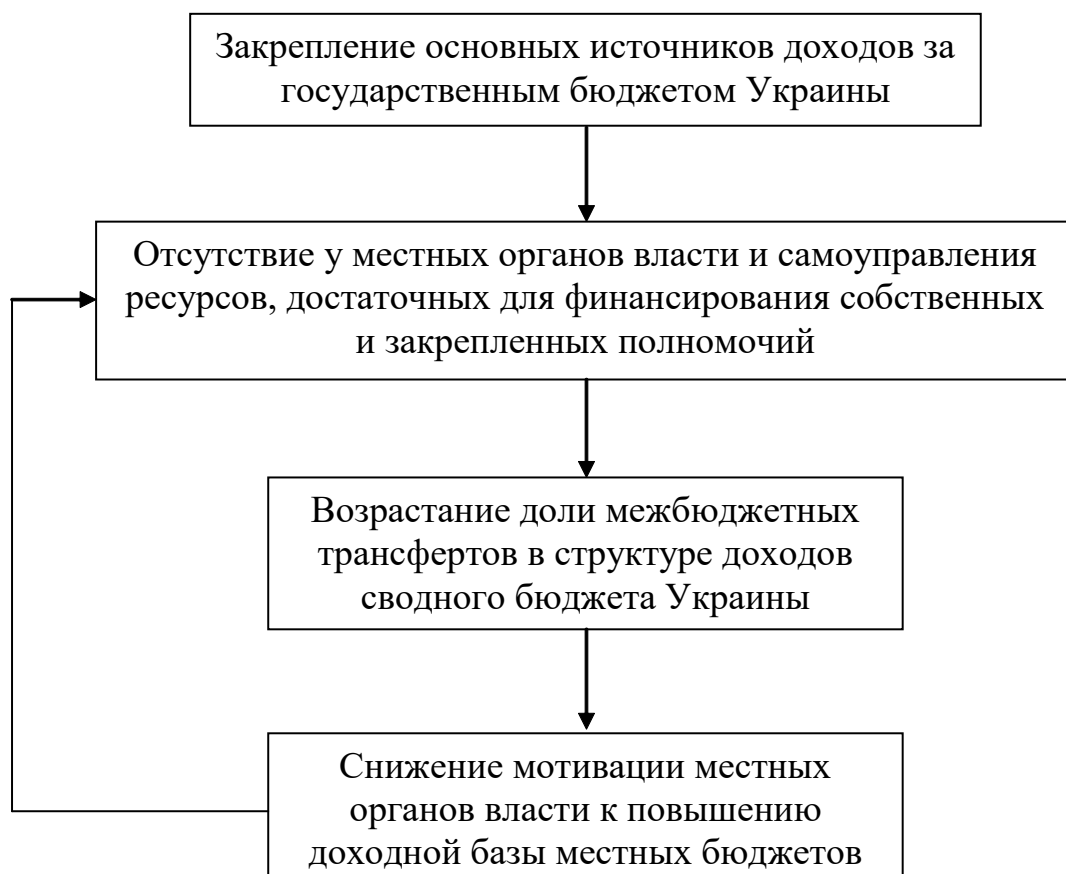 Закрепление основных источников доходов за
государственным бюджетом Украины
Отсутствие у местных органов власти и самоуправления
ресурсов, достаточных для финансирования собственных
и закрепленных полномочий
Возрастание доли межбюджетных
трансфертов в структуре доходов
сводного бюджета Украины
Снижение мотивации местных
органов власти к повышению
доходной базы местных бюджетов